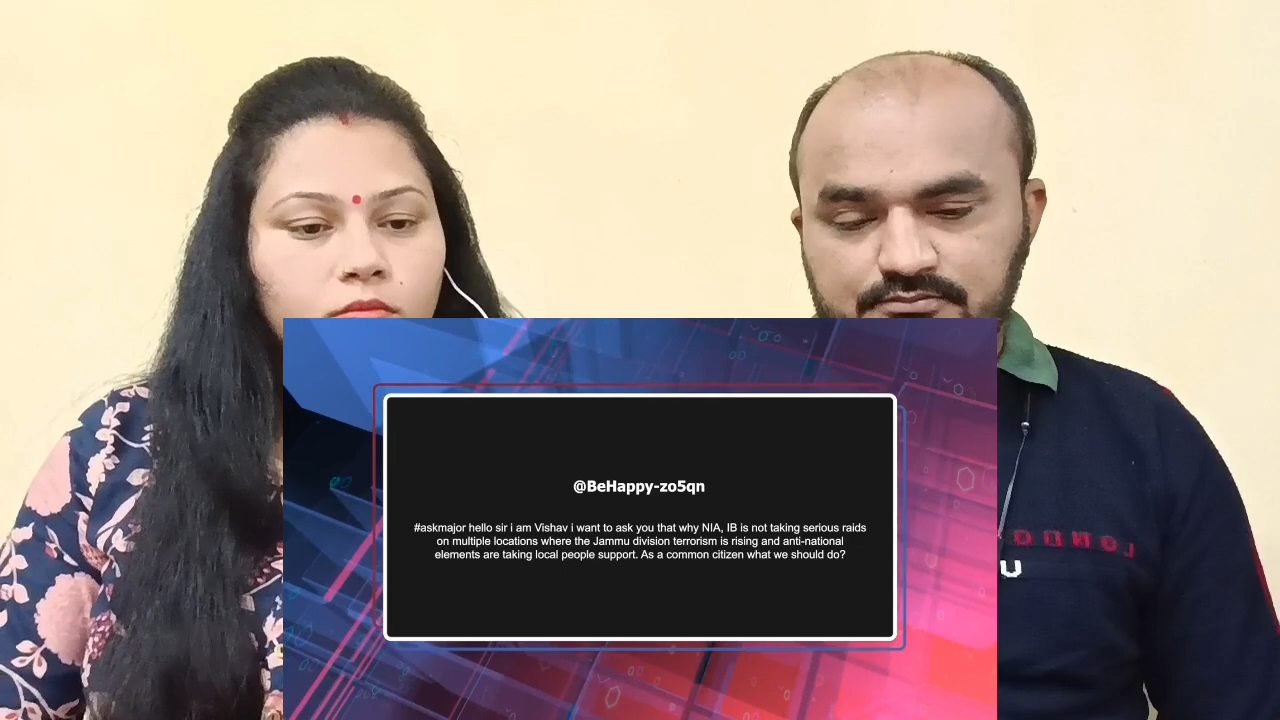 @BeHappy-zo5qn
#askmajor hello sir i am Vishav i want to ask you that why NIA, IB is not taking serious raids
on multiple locations where the Jammu division terrorism is rising and anti-national
elements are taking local people support. As a common citizen what we should do?
U